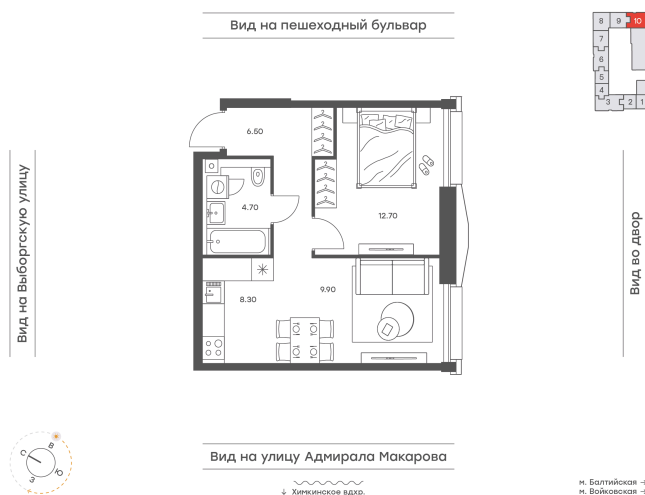 Вид на пешеходный бульвар
8 9 10
7
6
5
4
3 2 1
6.50
4.70
12.70
8.30
9.90
Вид на Выборгскую улицу
Вид во двор
Вид на улицу Адмирала Макарова
С В Ю З
↓ Химкинское вдхр.
м. Балтийская →
м. Войковская →